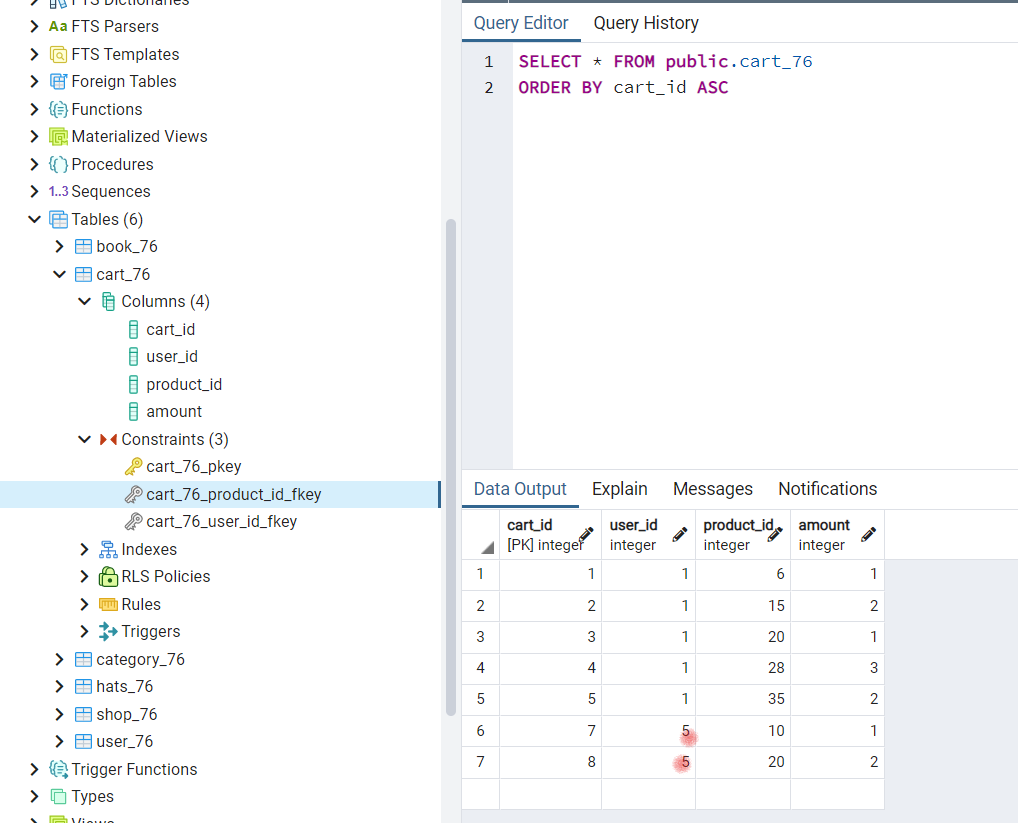 FTS Dictionaries
Aa FTS Parsers
FTS Templates
Foreign Tables
Functions
Materialized Views
Procedures
1..3 Sequences
Tables (6)
book_76
cart_76
Columns (4)
cart_id
user_id
product_id
amount
Constraints (3)
cart_76_pkey
cart_76_product_id_fkey
cart_76_user_id_fkey
Indexes
RLS Policies
Rules
Triggers
category_76
hats_76
shop_76
user_76
Trigger Functions
Types
Views
Query Editor Query History
1 SELECT * FROM public.cart_76
2 ORDER BY cart_id ASC
Data Output Explain Messages Notifications
cart_id user_id product_id amount
[PK] integer integer integer integer
1 1 1 6 1
2 2 1 15 2
3 3 1 20 1
4 4 1 28 3
5 5 1 35 2
6 7 5 10 1
7 8 5 20 2